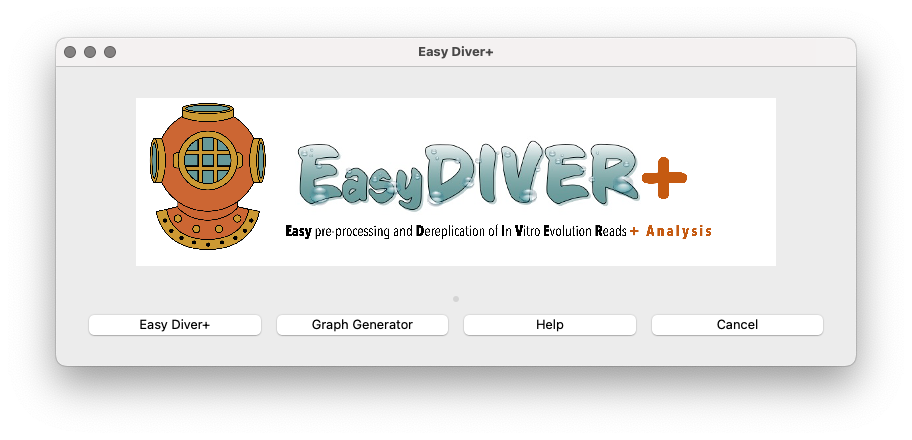 Easy Diver+
EasyDIVER+
Easy pre-processing and Dereplication of In Vitro Evolution Reads + Analysis
Easy Diver+
Graph Generator
Help
Cancel